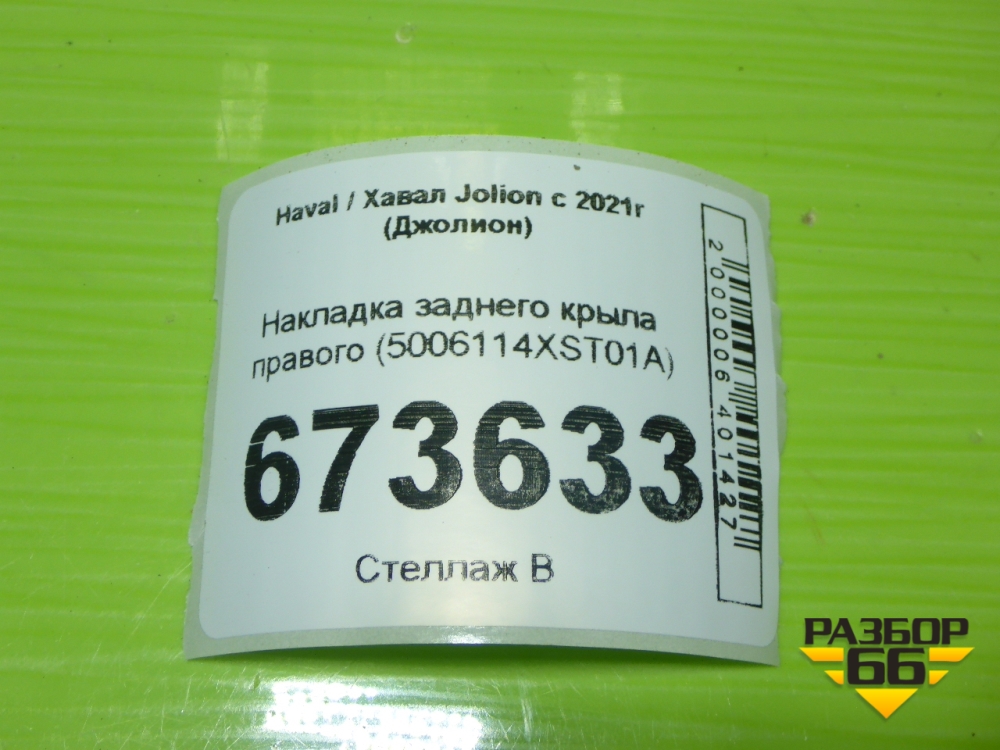 Haval / Хавал Jolion с 2021г
(Джолион)
Накладка заднего крыла
правого (5006114XST01A)
673633
Стеллаж В
2000006401427
РАЗБОР
66